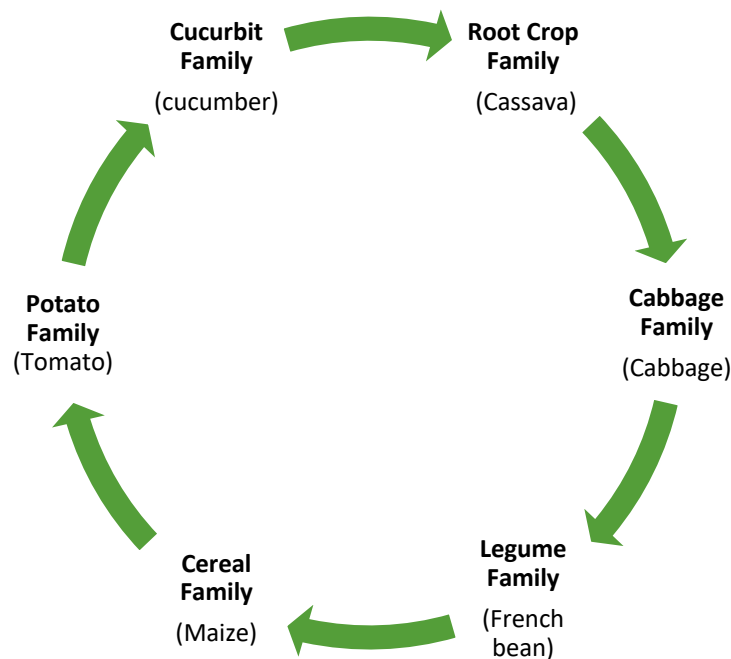 Cucurbit
Family
(cucumber)
Root Crop
Family
(Cassava)
Cabbage
Family
(Cabbage)
Legume
Family
(French
bean)
Cereal
Family
(Maize)
Potato
Family
(Tomato)